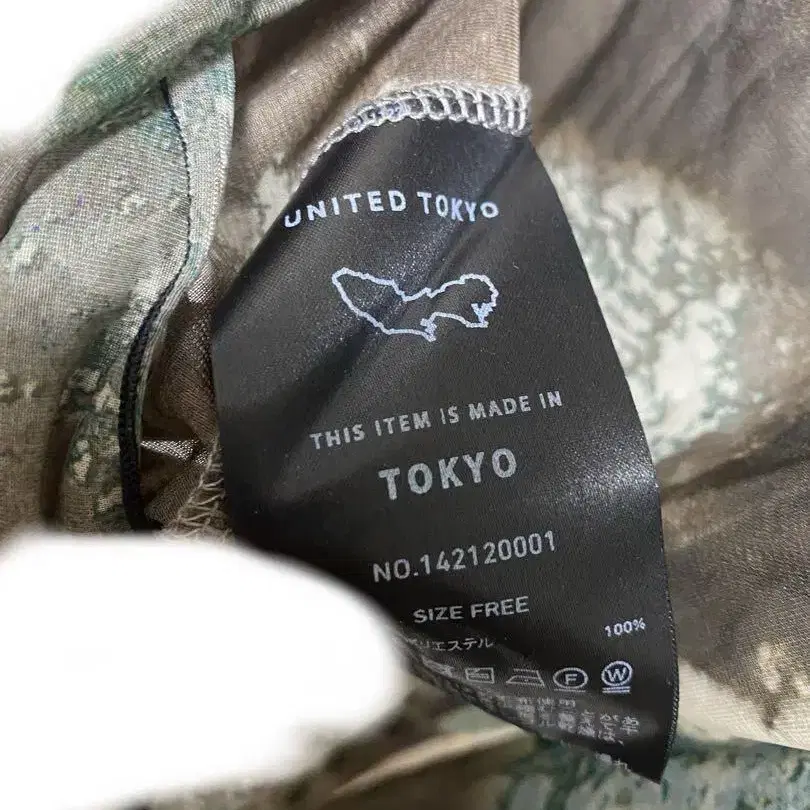 UNITED TOKYO
THIS ITEM IS MADE IN
TOKYO
NO.142120001
SIZE FREE
リエステル 100%
F W